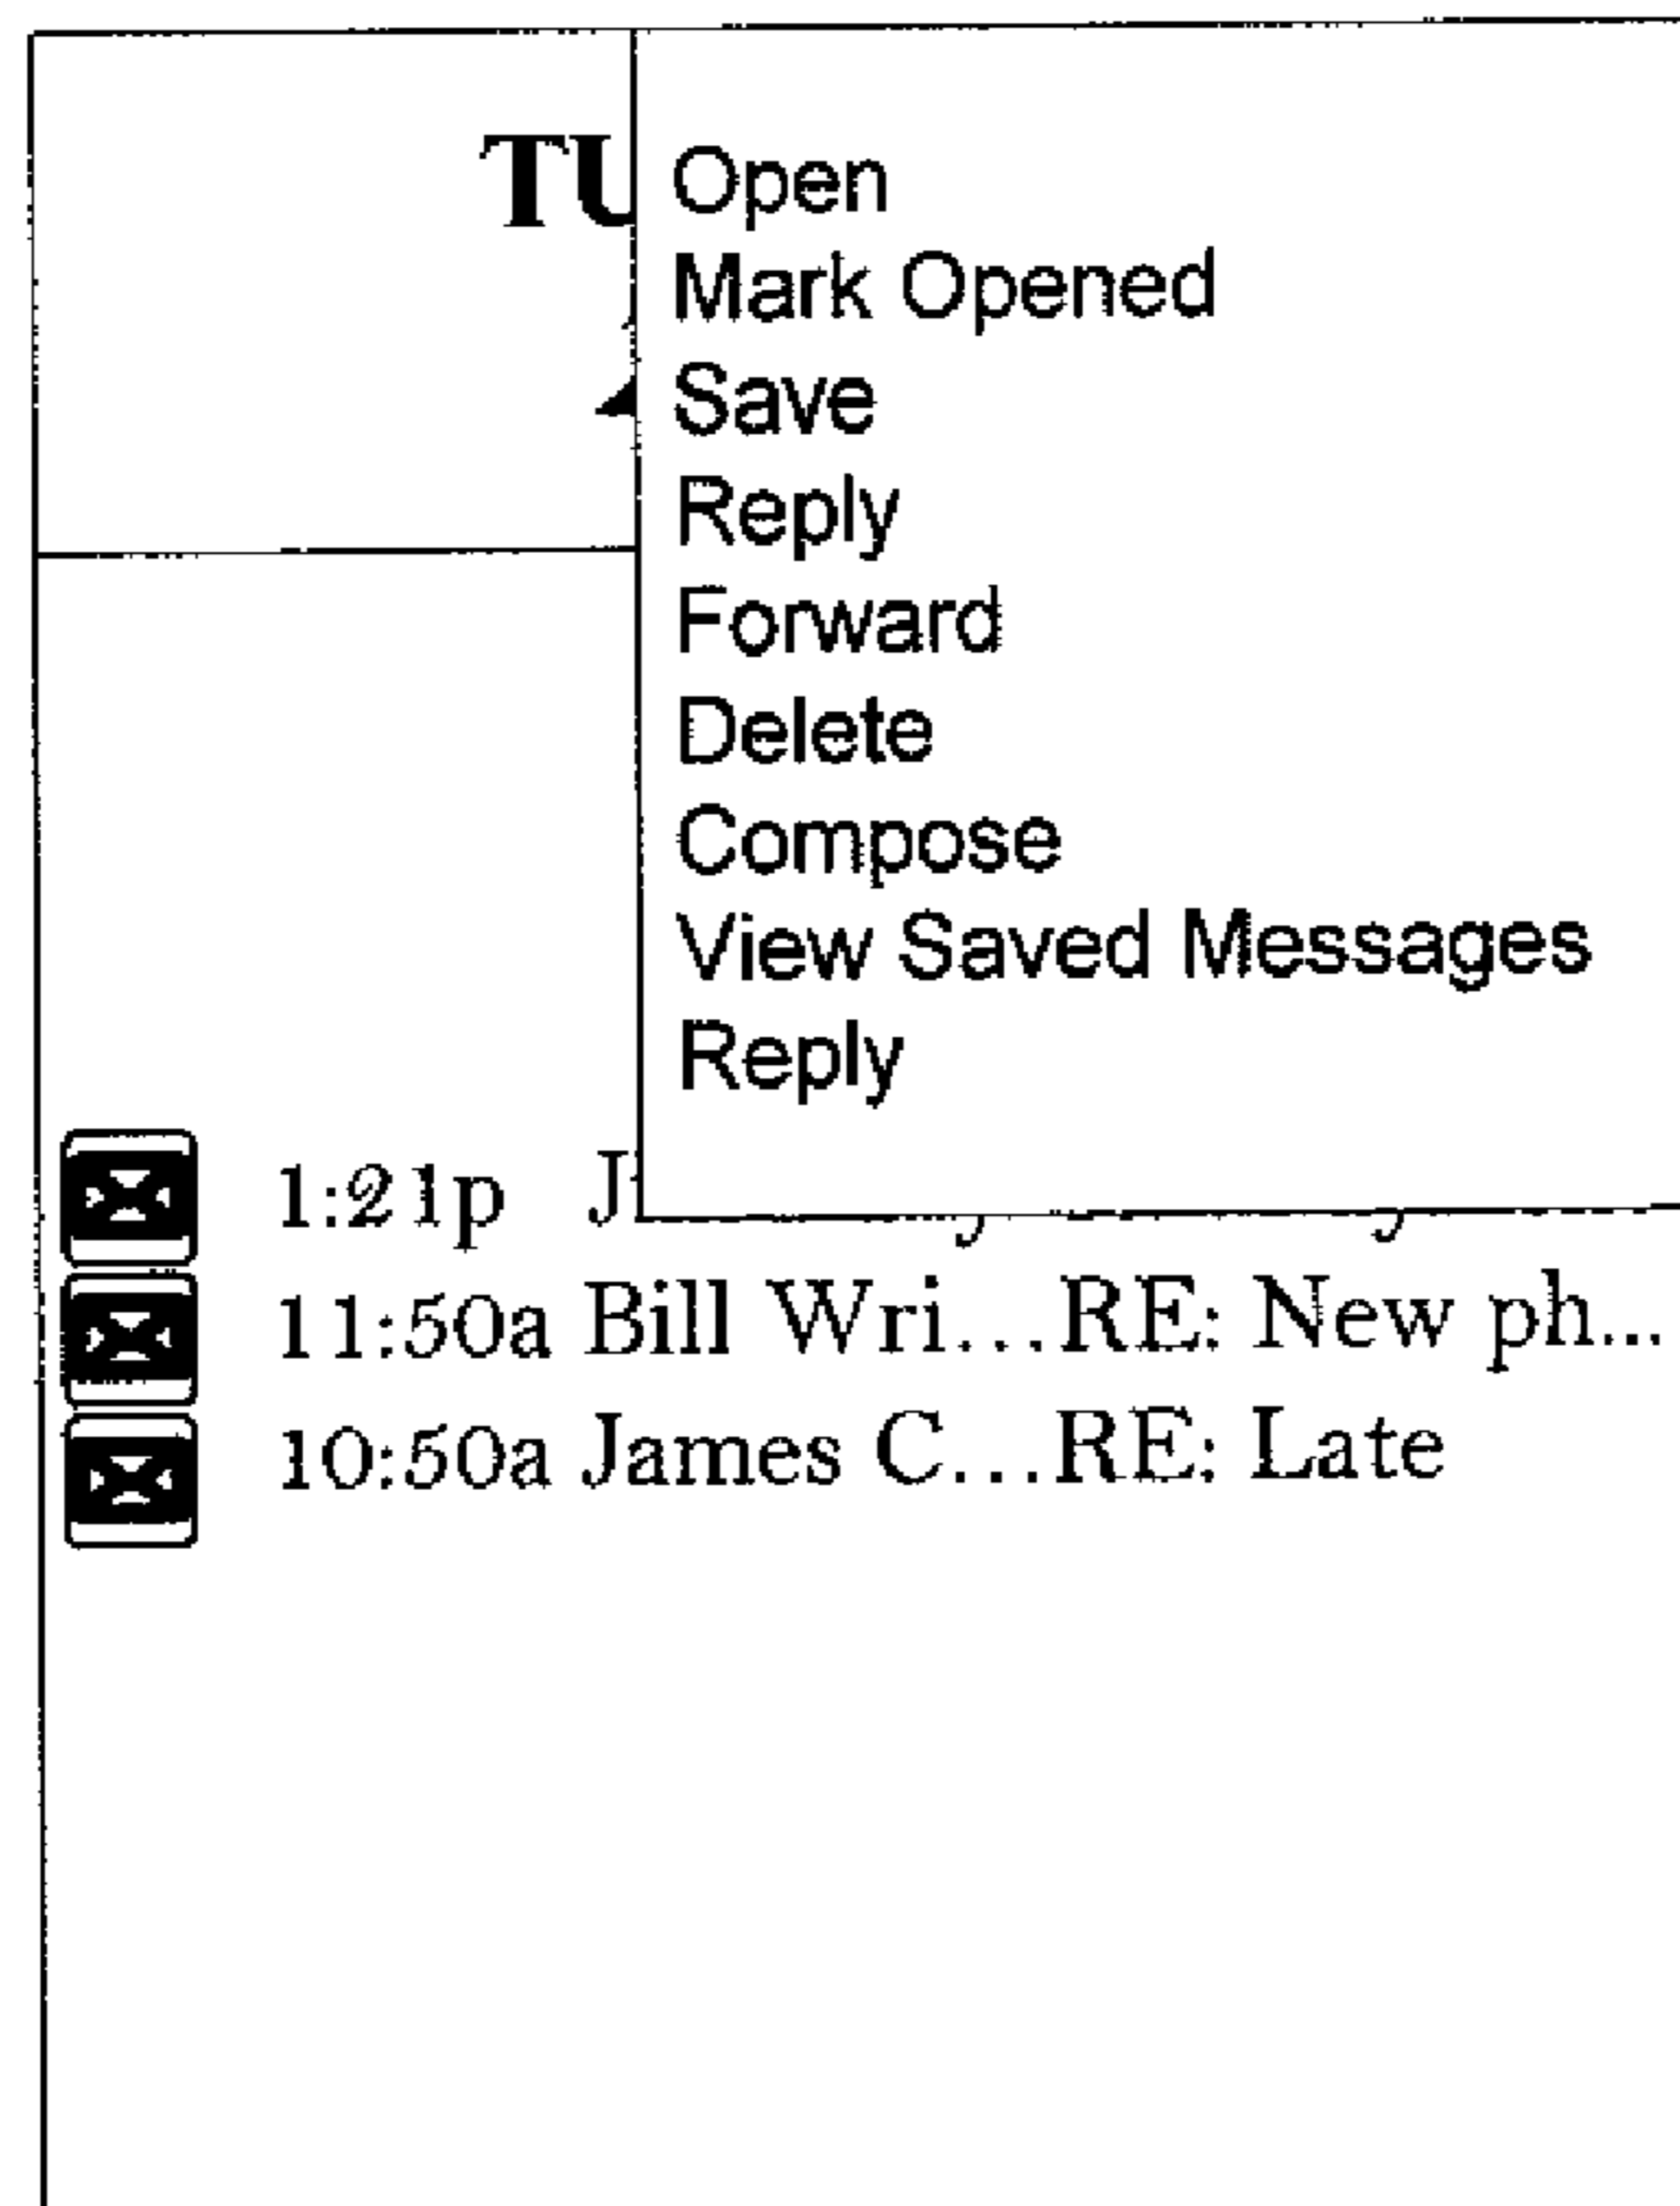 TU
Open
Mark Opened
Save
Reply
Forward
Delete
Compose
View Saved Messages
Reply
1:21p
11:50a Bill Wri...RE: New ph...
10:50a James C...RE: Late